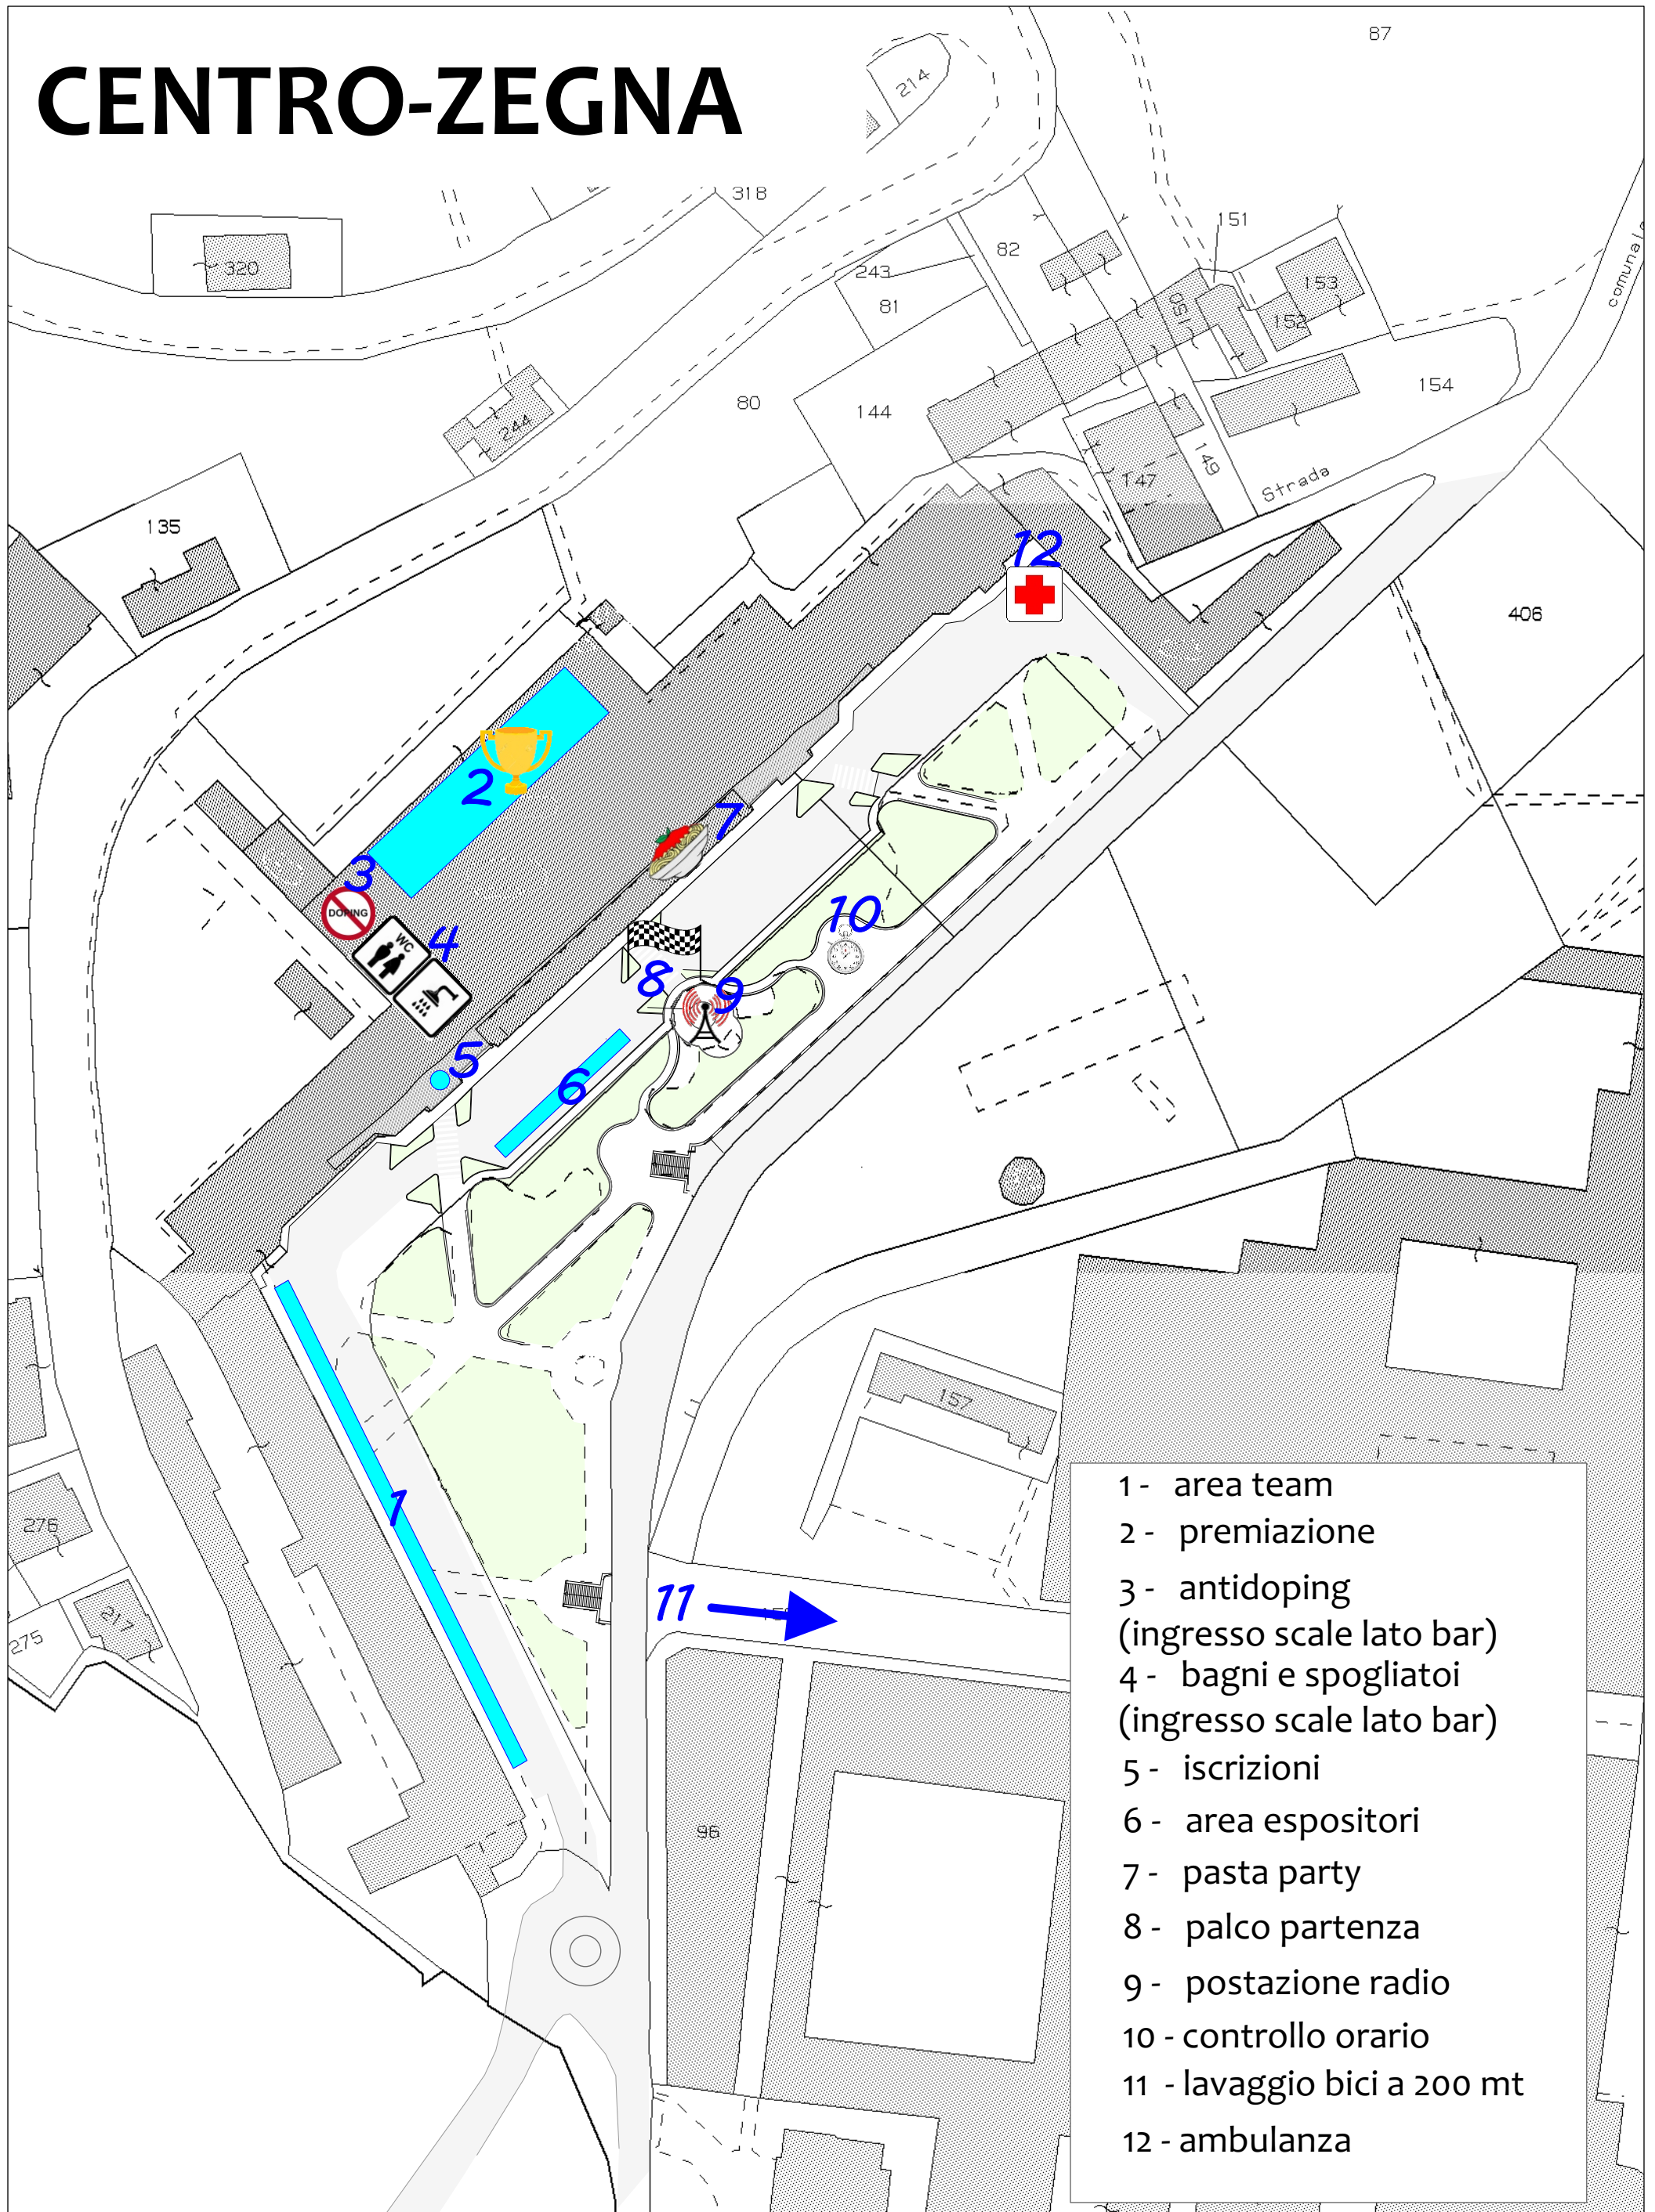 CENTRO-ZEGNA
87
214
318
151
82
320
243
153
81
150
152
comunale
154
80
144
244
149
147
Strada
135
12
406
2
7
3
DOPING
10
WC
4
8
9
5
6
157
1
276
11
217
275
96
1 - area team
2 - premiazione
3 - antidoping
(ingresso scale lato bar)
4 - bagni e spogliatoi
(ingresso scale lato bar)
5 - iscrizioni
6 - area espositori
7 - pasta party
8 - palco partenza
9 - postazione radio
10 - controllo orario
11 - lavaggio bici a 200 mt
12 - ambulanza